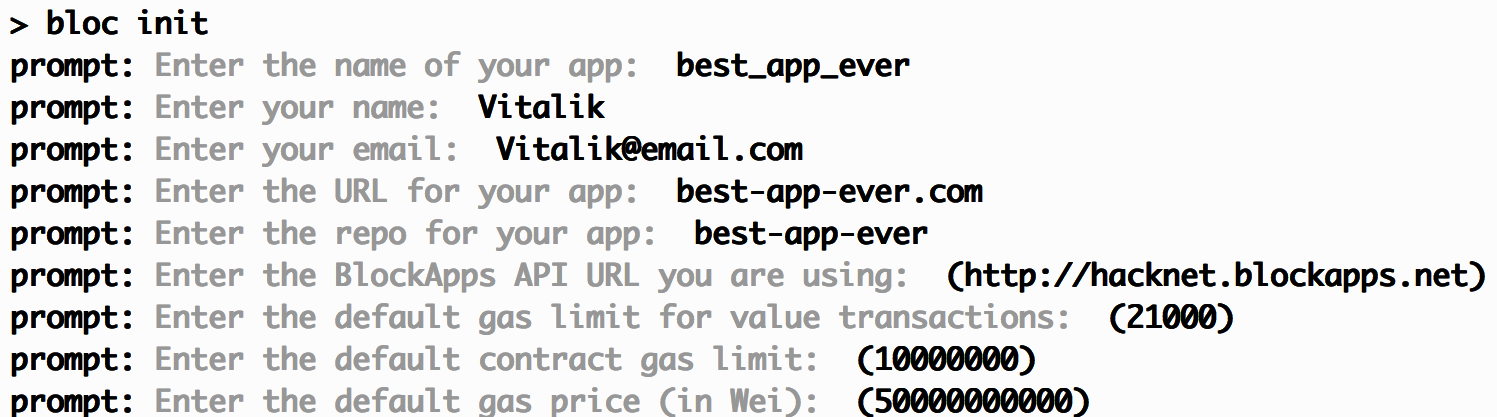 > bloc init
prompt: Enter the name of your app:  best_app_ever
prompt: Enter your name:  Vitalik
prompt: Enter your email:  Vitalik@email.com
prompt: Enter the URL for your app:  best-app-ever.com
prompt: Enter the repo for your app:  best-app-ever
prompt: Enter the BlockApps API URL you are using:  (http://hacknet.blockapps.net)
prompt: Enter the default gas limit for value transactions:  (21000)
prompt: Enter the default contract gas limit:  (10000000)
prompt: Enter the default gas price (in Wei):  (50000000000)